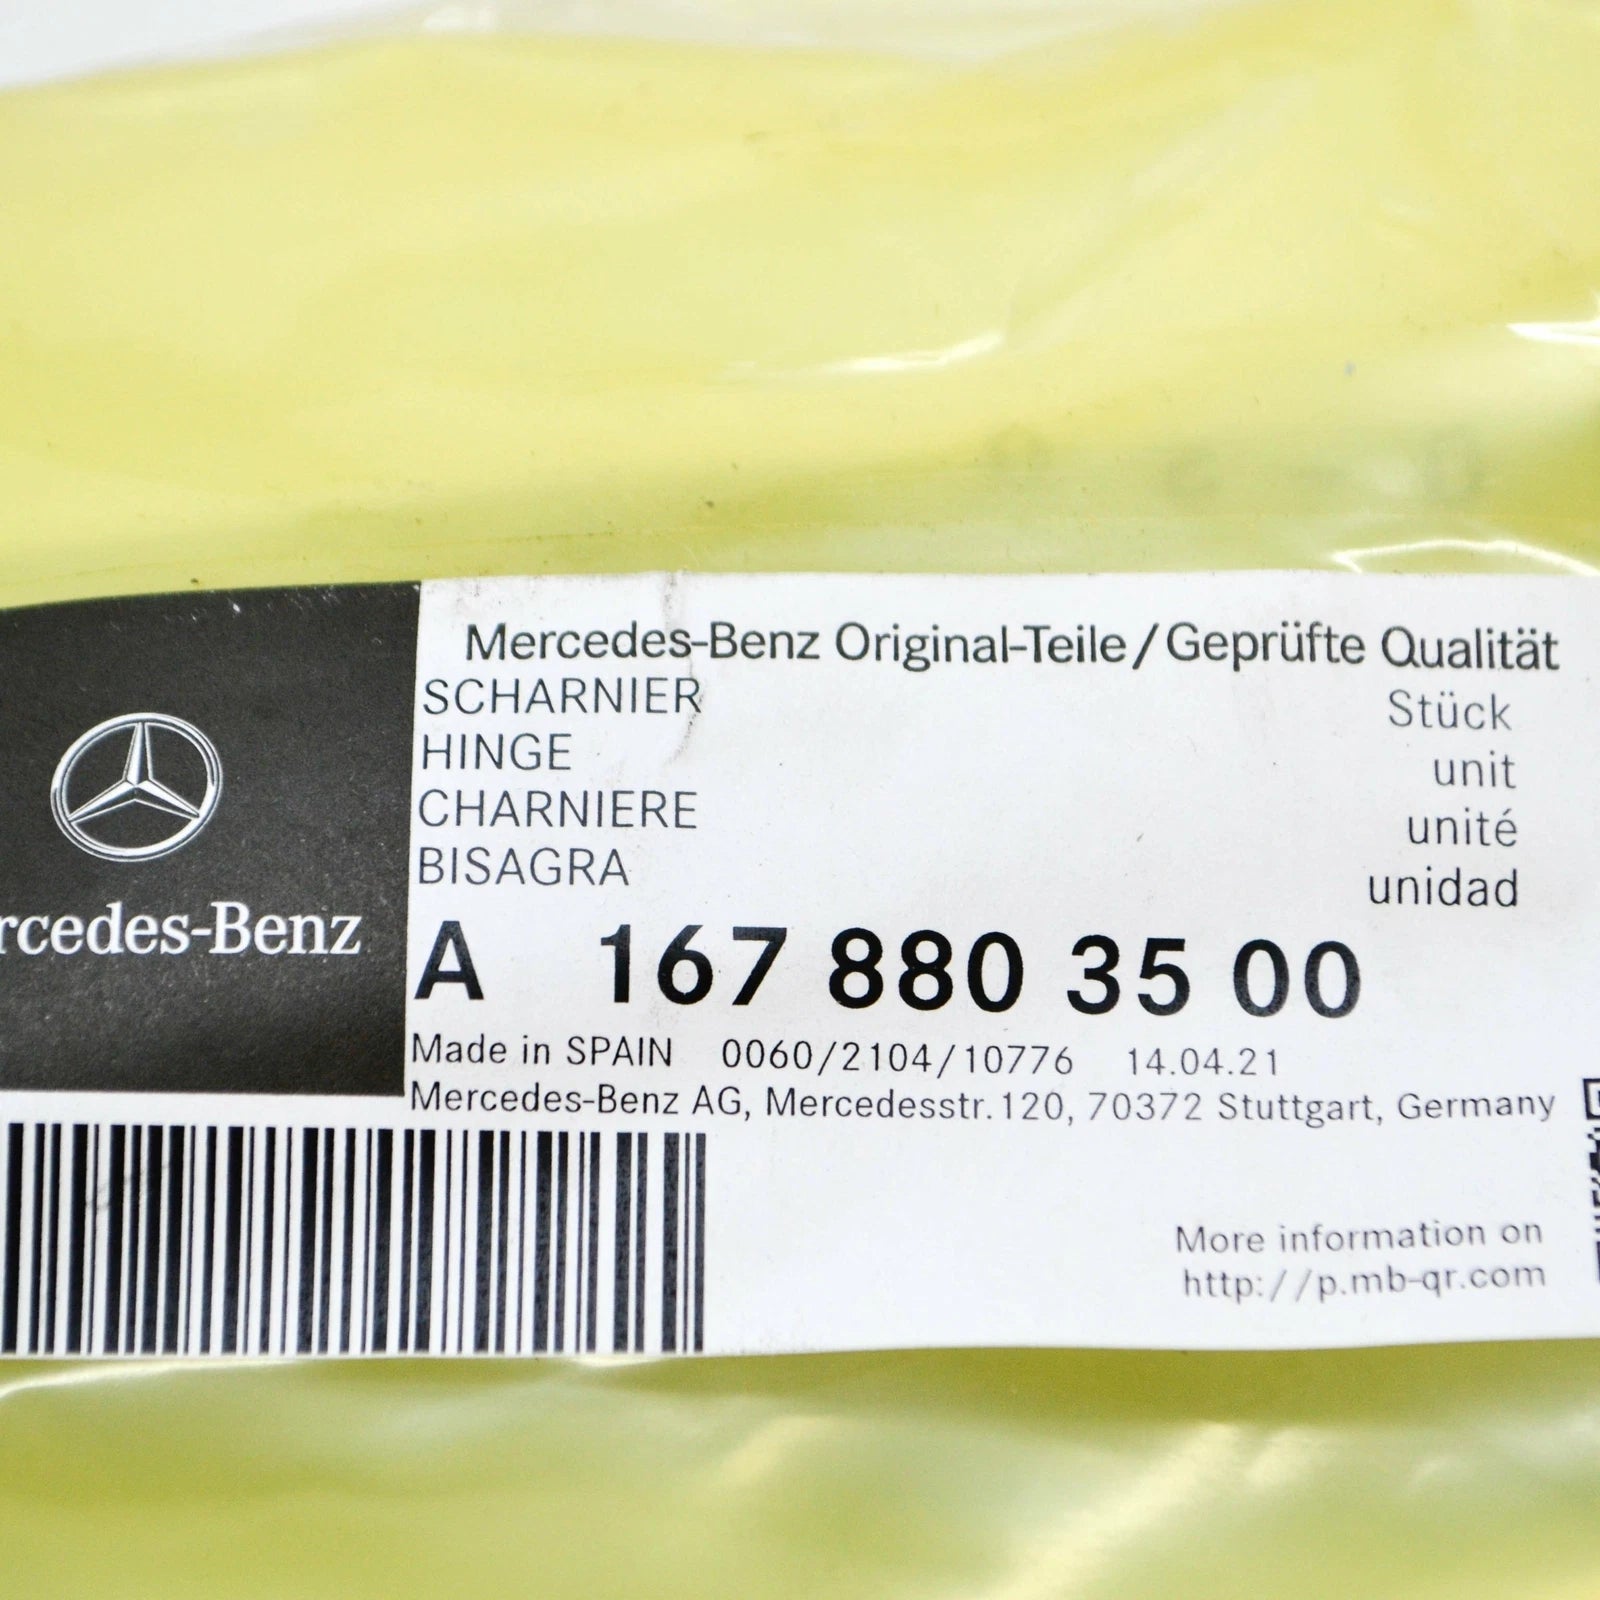 Mercedes-Benz Original-Teile/Geprüfte Qualität
SCHARNIER Stück
HINGE unit
CHARNIERE unité
BISAGRA unidad
rcedes-Benz
A 167 880 35 00
Made in SPAIN 0060/2104/10776 14.04.21
Mercedes-Benz AG, Mercedesstr.120, 70372 Stuttgart, Germany
More information on
http://p.mb-qr.com